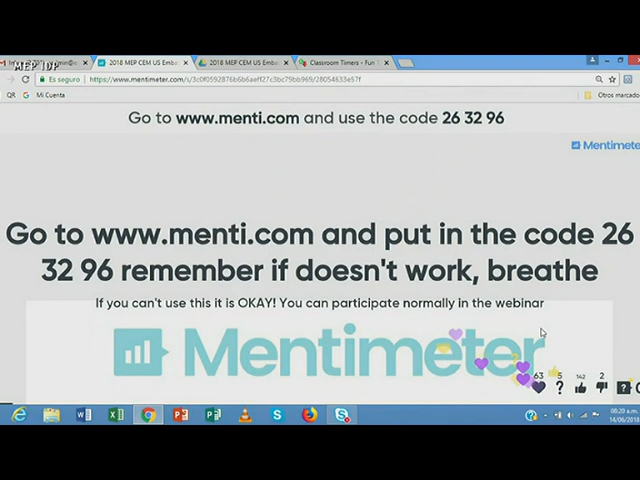 MEP IDP
2018 MEP CEM US Emba
2018 MEP CEM US Emba
Classroom Timers - Fun T
Es seguro
https://www.mentimeter.com/s/3c0f0592876b6b6aeff27c3bc79bb969/28054633e57f
QR
Mi Cuenta
Otros marcado
Go to www.menti.com and use the code 26 32 96
Mentimete
Go to www.menti.com and put in the code 26
32 96 remember if doesn't work, breathe
If you can't use this it is OKAY! You can participate normally in the webinar
Mentimeter
63 5 142 2
08:20 a.m.
14/06/2018